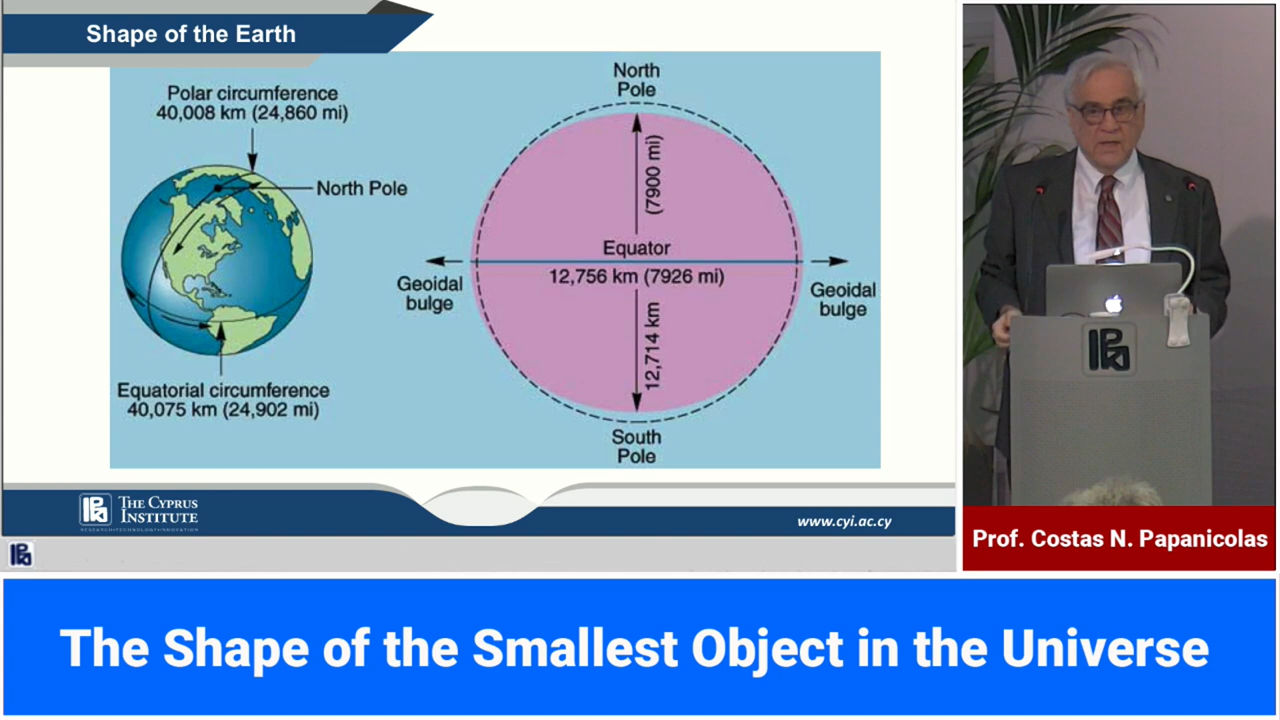 Shape of the Earth
Polar circumference
40,008 km (24,860 mi)
North Pole
Equatorial circumference
40,075 km (24,902 mi)
North
Pole
(7900 mi)
Equator
12,756 km (7926 mi)
12,714 km
Geoidal
bulge
Geoidal
bulge
South
Pole
THE CYPRUS
INSTITUTE
www.cyi.ac.cy
Prof. Costas N. Papanicolas
The Shape of the Smallest Object in the Universe